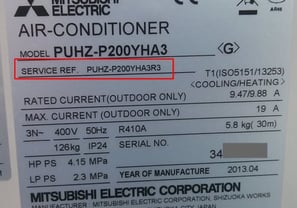 MITSUBISHI
ELECTRIC
AIR-CONDITIONER
MODEL PUHZ-P200YHA3 <G>
SERVICE REF. PUHZ-P200YHA3R3
T1(ISO5151/13253)
<COOLING/HEATING>
RATED CURRENT(OUTDOOR ONLY) 9.47/9.88 A
MAX. CURRENT (OUTDOOR ONLY) 19 A
3N~ 400V 50Hz R410A 5.8kg( 30m)
126kg IP24 SERIAL NO.
HP PS 4.15 MPa 34
LP PS 2.3 MPa YEAR OF MANUFACTURE 2013.04
MITSUBISHI ELECTRIC CORPORATION
SHIZUOKA WORKS